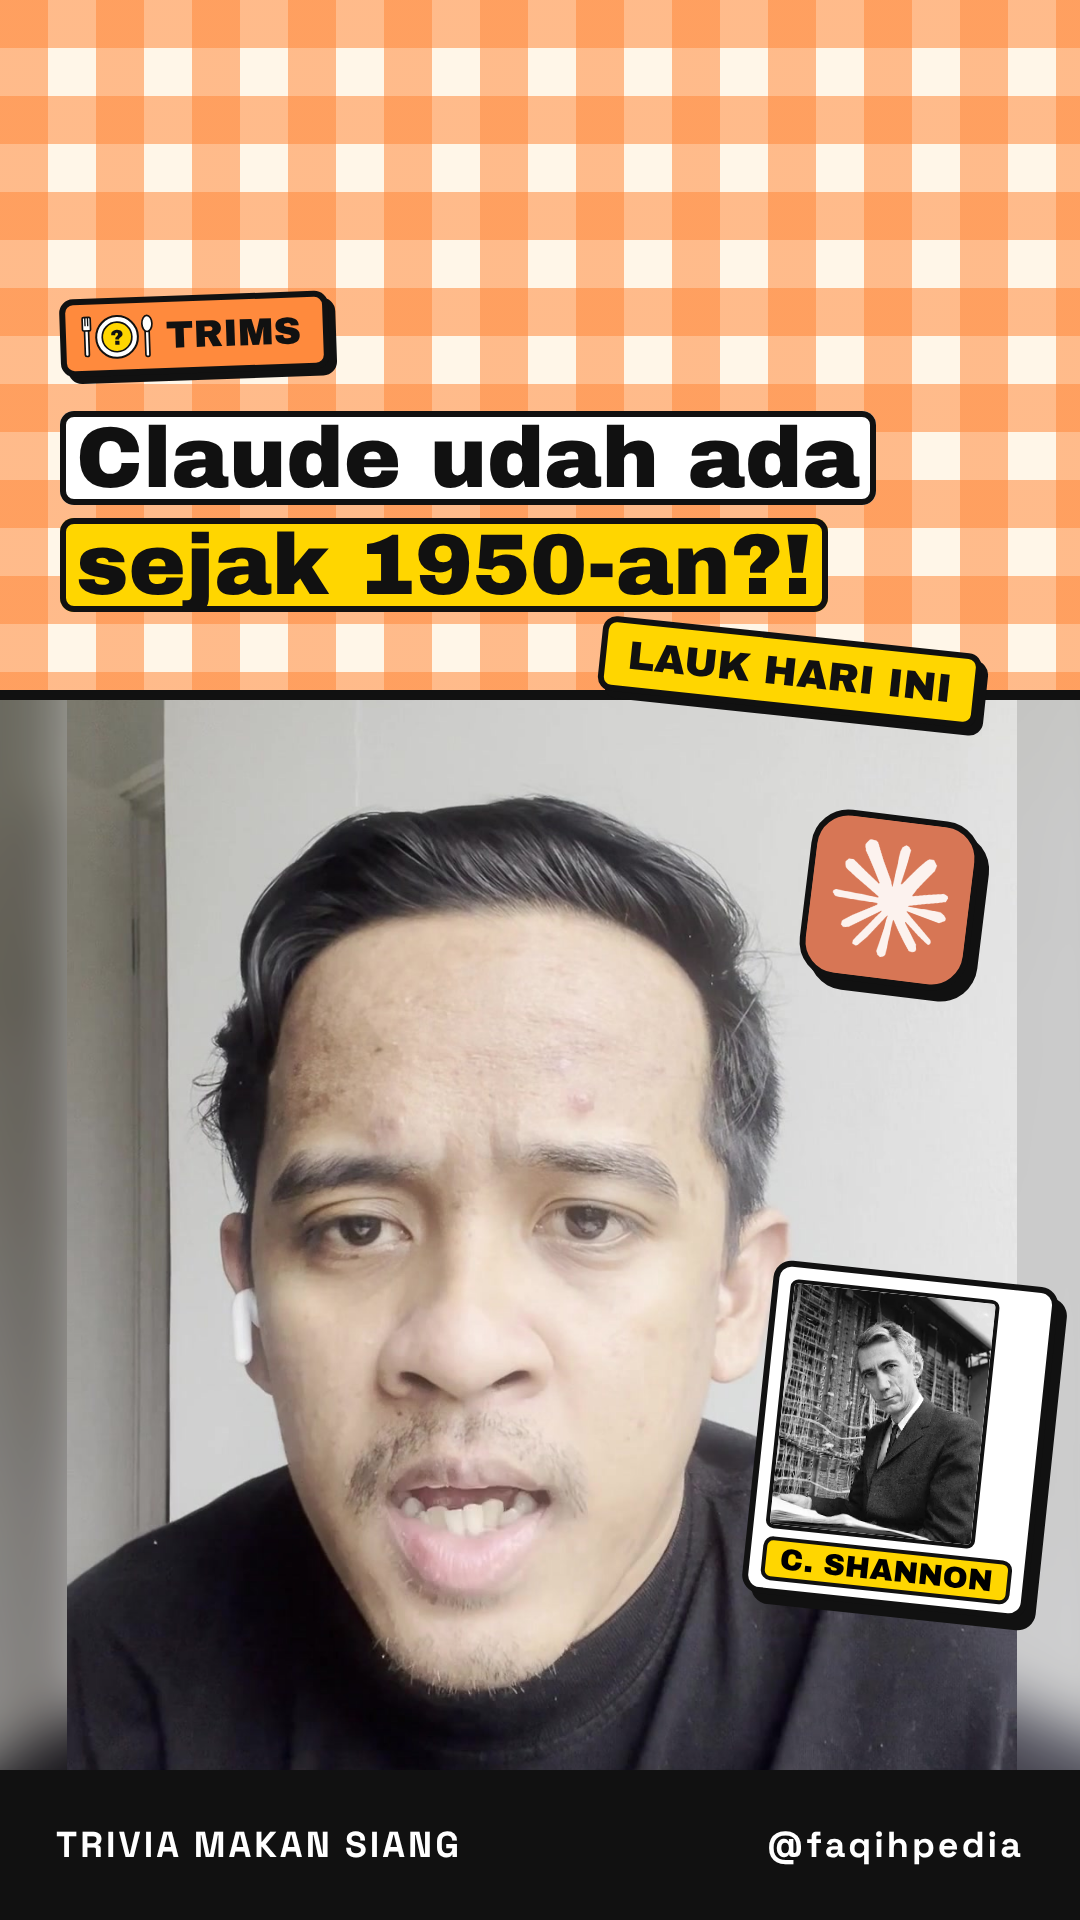 ?
TRIMS
Claude udah ada
sejak 1950-an?!
LAUK HARI INI
C. SHANNON
TRIVIA MAKAN SIANG
@faqihpedia